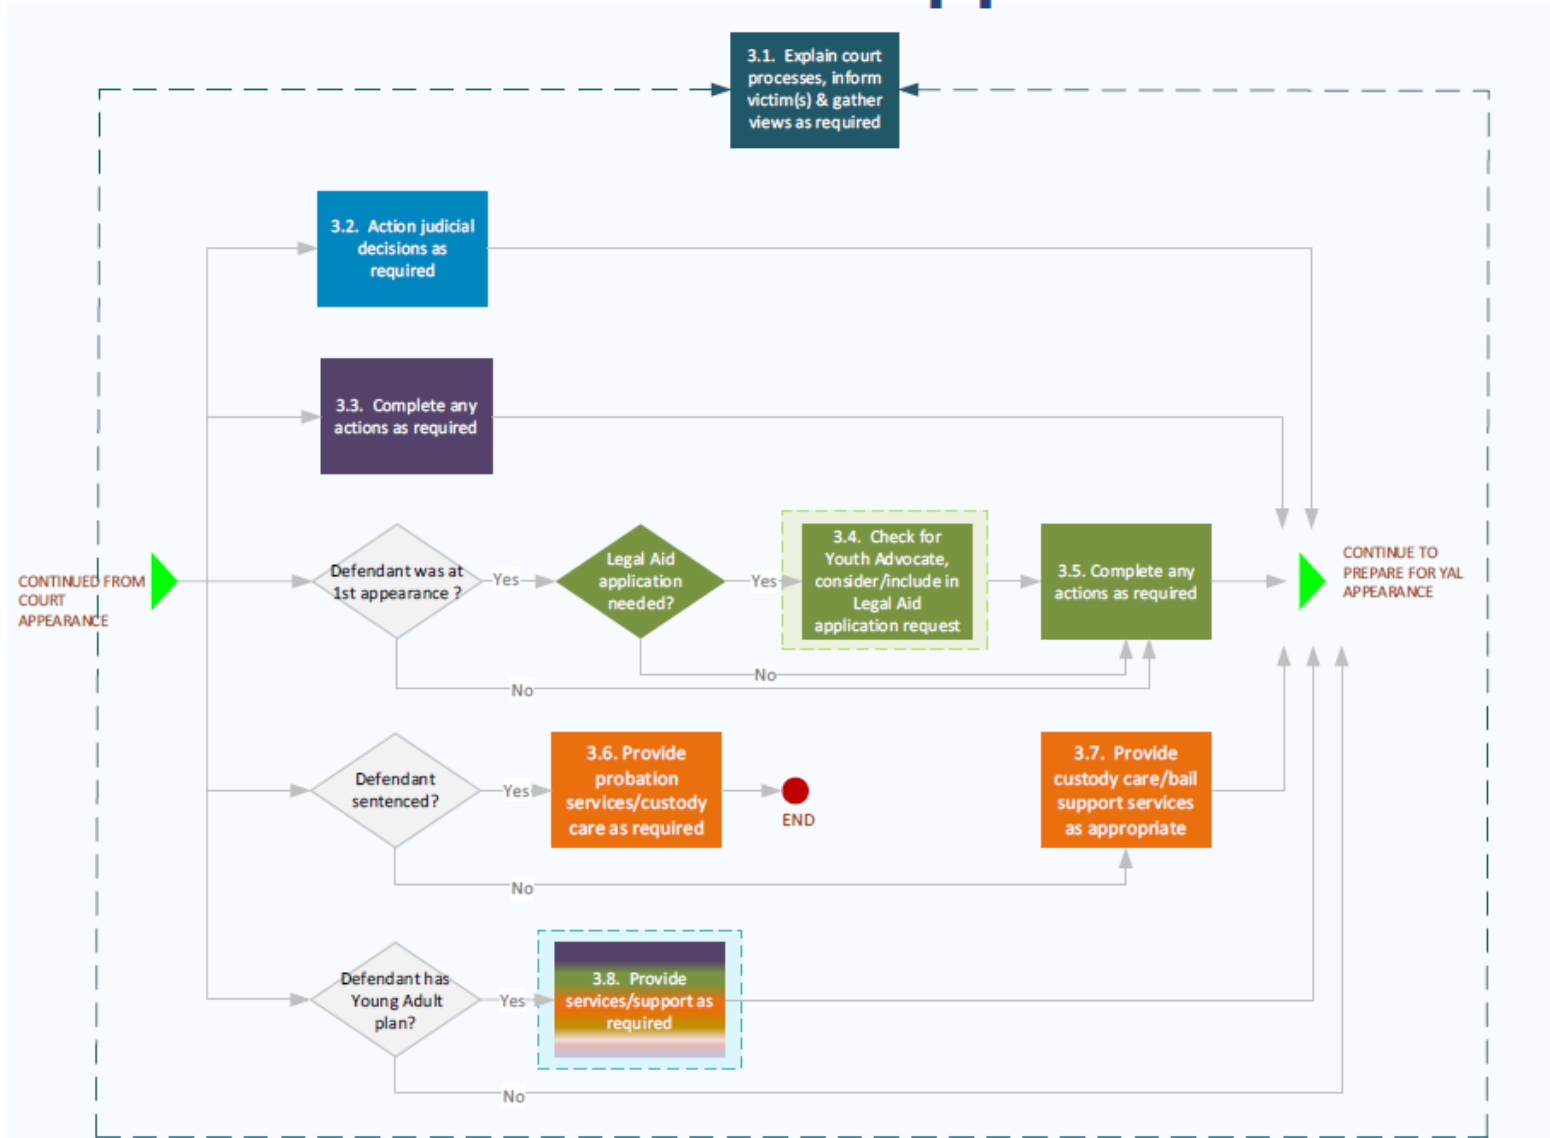 3.1. Explain court
processes, inform
victim(s) & gather
views as required
3.2. Action judicial
decisions as
required
3.3. Complete any
actions as required
CONTINUED FROM
COURT
APPEARANCE
Defendant was at
1st appearance ?
Yes
Legal Aid
application
needed?
Yes
3.4. Check for
Youth Advocate,
consider/include in
Legal Aid
application request
3.5. Complete any
actions as required
CONTINUE TO
PREPARE FOR YAL
APPEARANCE
No
No
Defendant
sentenced?
Yes
3.6. Provide
probation
services/custody
care as required
END
3.7. Provide
custody care/bail
support services
as appropriate
No
Defendant has
Young Adult
plan?
Yes
3.8. Provide
services/support as
required
No